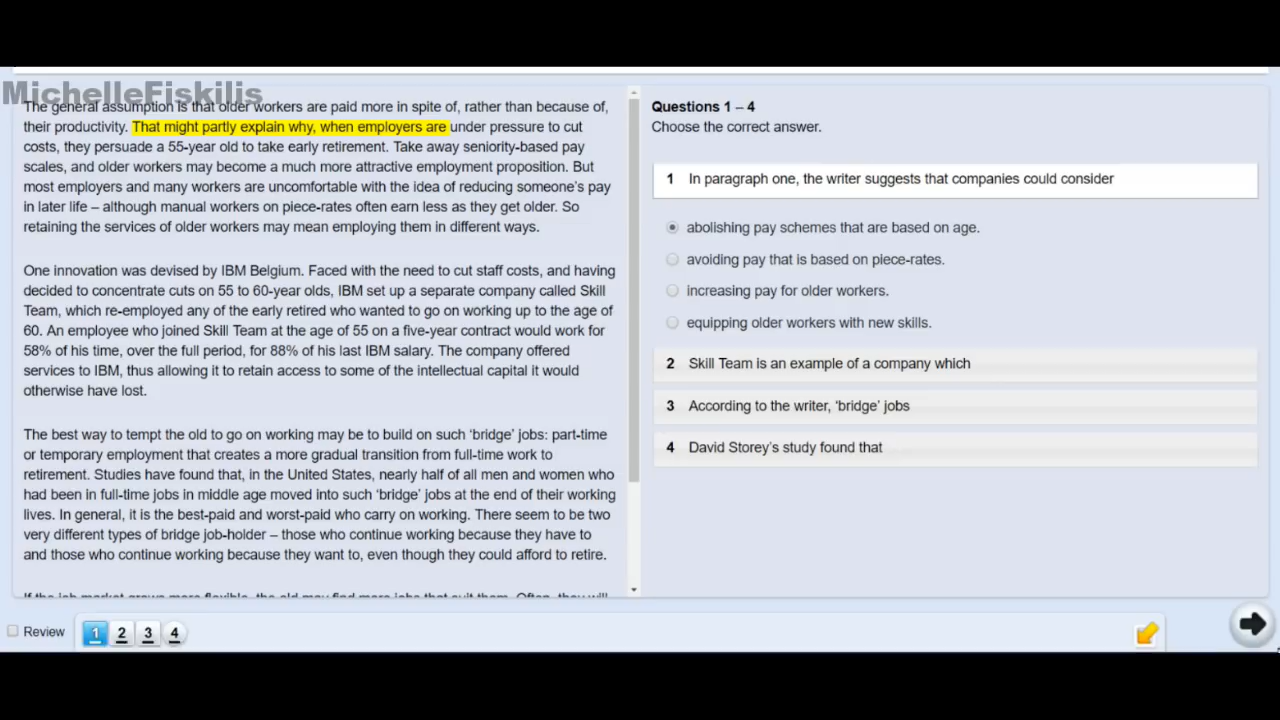 MichelleFiskilis
The general assumption is that older workers are paid more in spite of, rather than because of,
their productivity. That might partly explain why, when employers are under pressure to cut
costs, they persuade a 55-year old to take early retirement. Take away seniority-based pay
scales, and older workers may become a much more attractive employment proposition. But
most employers and many workers are uncomfortable with the idea of reducing someone's pay
in later life – although manual workers on piece-rates often earn less as they get older. So
retaining the services of older workers may mean employing them in different ways.
One innovation was devised by IBM Belgium. Faced with the need to cut staff costs, and having
decided to concentrate cuts on 55 to 60-year olds, IBM set up a separate company called Skill
Team, which re-employed any of the early retired who wanted to go on working up to the age of
60. An employee who joined Skill Team at the age of 55 on a five-year contract would work for
58% of his time, over the full period, for 88% of his last IBM salary. The company offered
services to IBM, thus allowing it to retain access to some of the intellectual capital it would
otherwise have lost.
The best way to tempt the old to go on working may be to build on such 'bridge' jobs: part-time
or temporary employment that creates a more gradual transition from full-time work to
retirement. Studies have found that, in the United States, nearly half of all men and women who
had been in full-time jobs in middle age moved into such 'bridge' jobs at the end of their working
lives. In general, it is the best-paid and worst-paid who carry on working. There seem to be two
very different types of bridge job-holder – those who continue working because they have to
and those who continue working because they want to, even though they could afford to retire.
If the job market grows more flexible, the old may find more jobs that suit them. Often, they will
Questions 1 – 4
Choose the correct answer.
1 In paragraph one, the writer suggests that companies could consider
abolishing pay schemes that are based on age.
avoiding pay that is based on piece-rates.
increasing pay for older workers.
equipping older workers with new skills.
2 Skill Team is an example of a company which
3 According to the writer, 'bridge' jobs
4 David Storey's study found that
Review 1 2 3 4